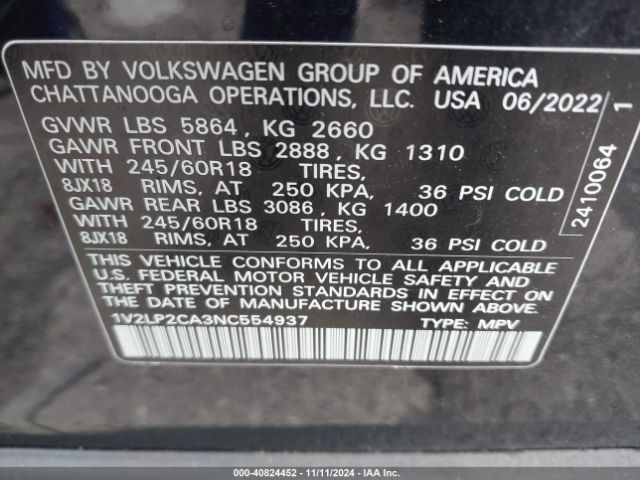 MFD BY VOLKSWAGEN GROUP OF AMERICA
CHATTANOOGA OPERATIONS, LLC. USA 06/2022
GVWR LBS 5864, KG 2660
GAWR FRONT LBS 2888, KG 1310
WITH 245/60R18 TIRES,
8JX18 RIMS, AT 250 KPA, 36 PSI COLD
GAWR REAR LBS 3086, KG 1400
WITH 245/60R18 TIRES,
8JX18 RIMS, AT 250 KPA, 36 PSI COLD
THIS VEHICLE CONFORMS TO ALL APPLICABLE
U.S. FEDERAL MOTOR VEHICLE SAFETY AND
THEFT PREVENTION STANDARDS IN EFFECT ON
THE DATE OF MANUFACTURE SHOWN ABOVE.
1V2LP2CA3NC554937 TYPE: MPV
2410064 1
000-40824452 - 11/11/2024 - IAA Inc.